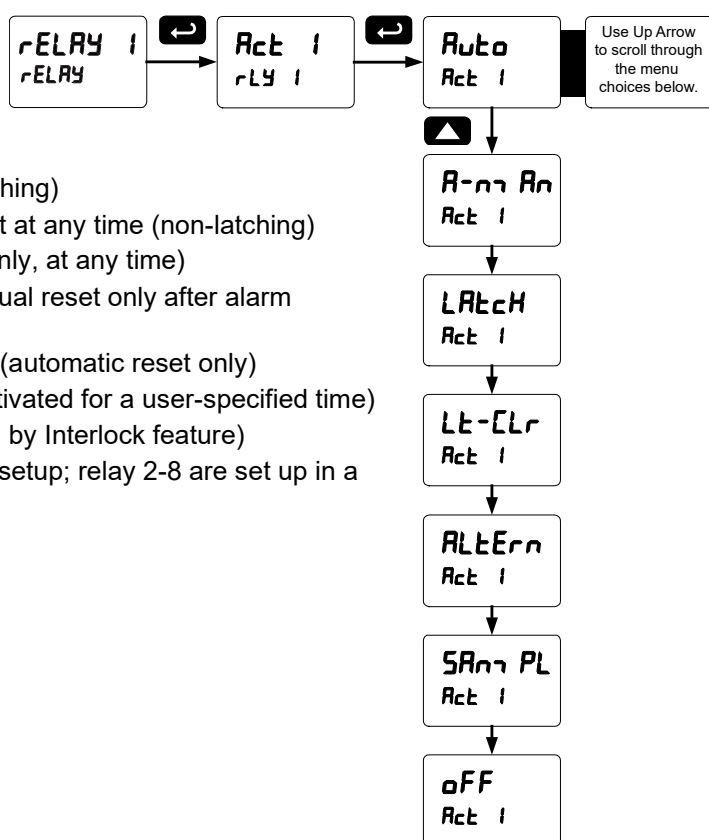 rELAY 1
rELAY
Act 1
rLY 1
Auto
Act 1
Use Up Arrow
to scroll through
the menu
choices below.
hing)
t at any time (non-latching)
nly, at any time)
ual reset only after alarm
(automatic reset only)
tivated for a user-specified time)
by Interlock feature)
setup; relay 2-8 are set up in a
A-mAn
Act 1
LAtcH
Act 1
Lt-CLr
Act 1
ALtErn
Act 1
SAmPL
Act 1
oFF
Act 1